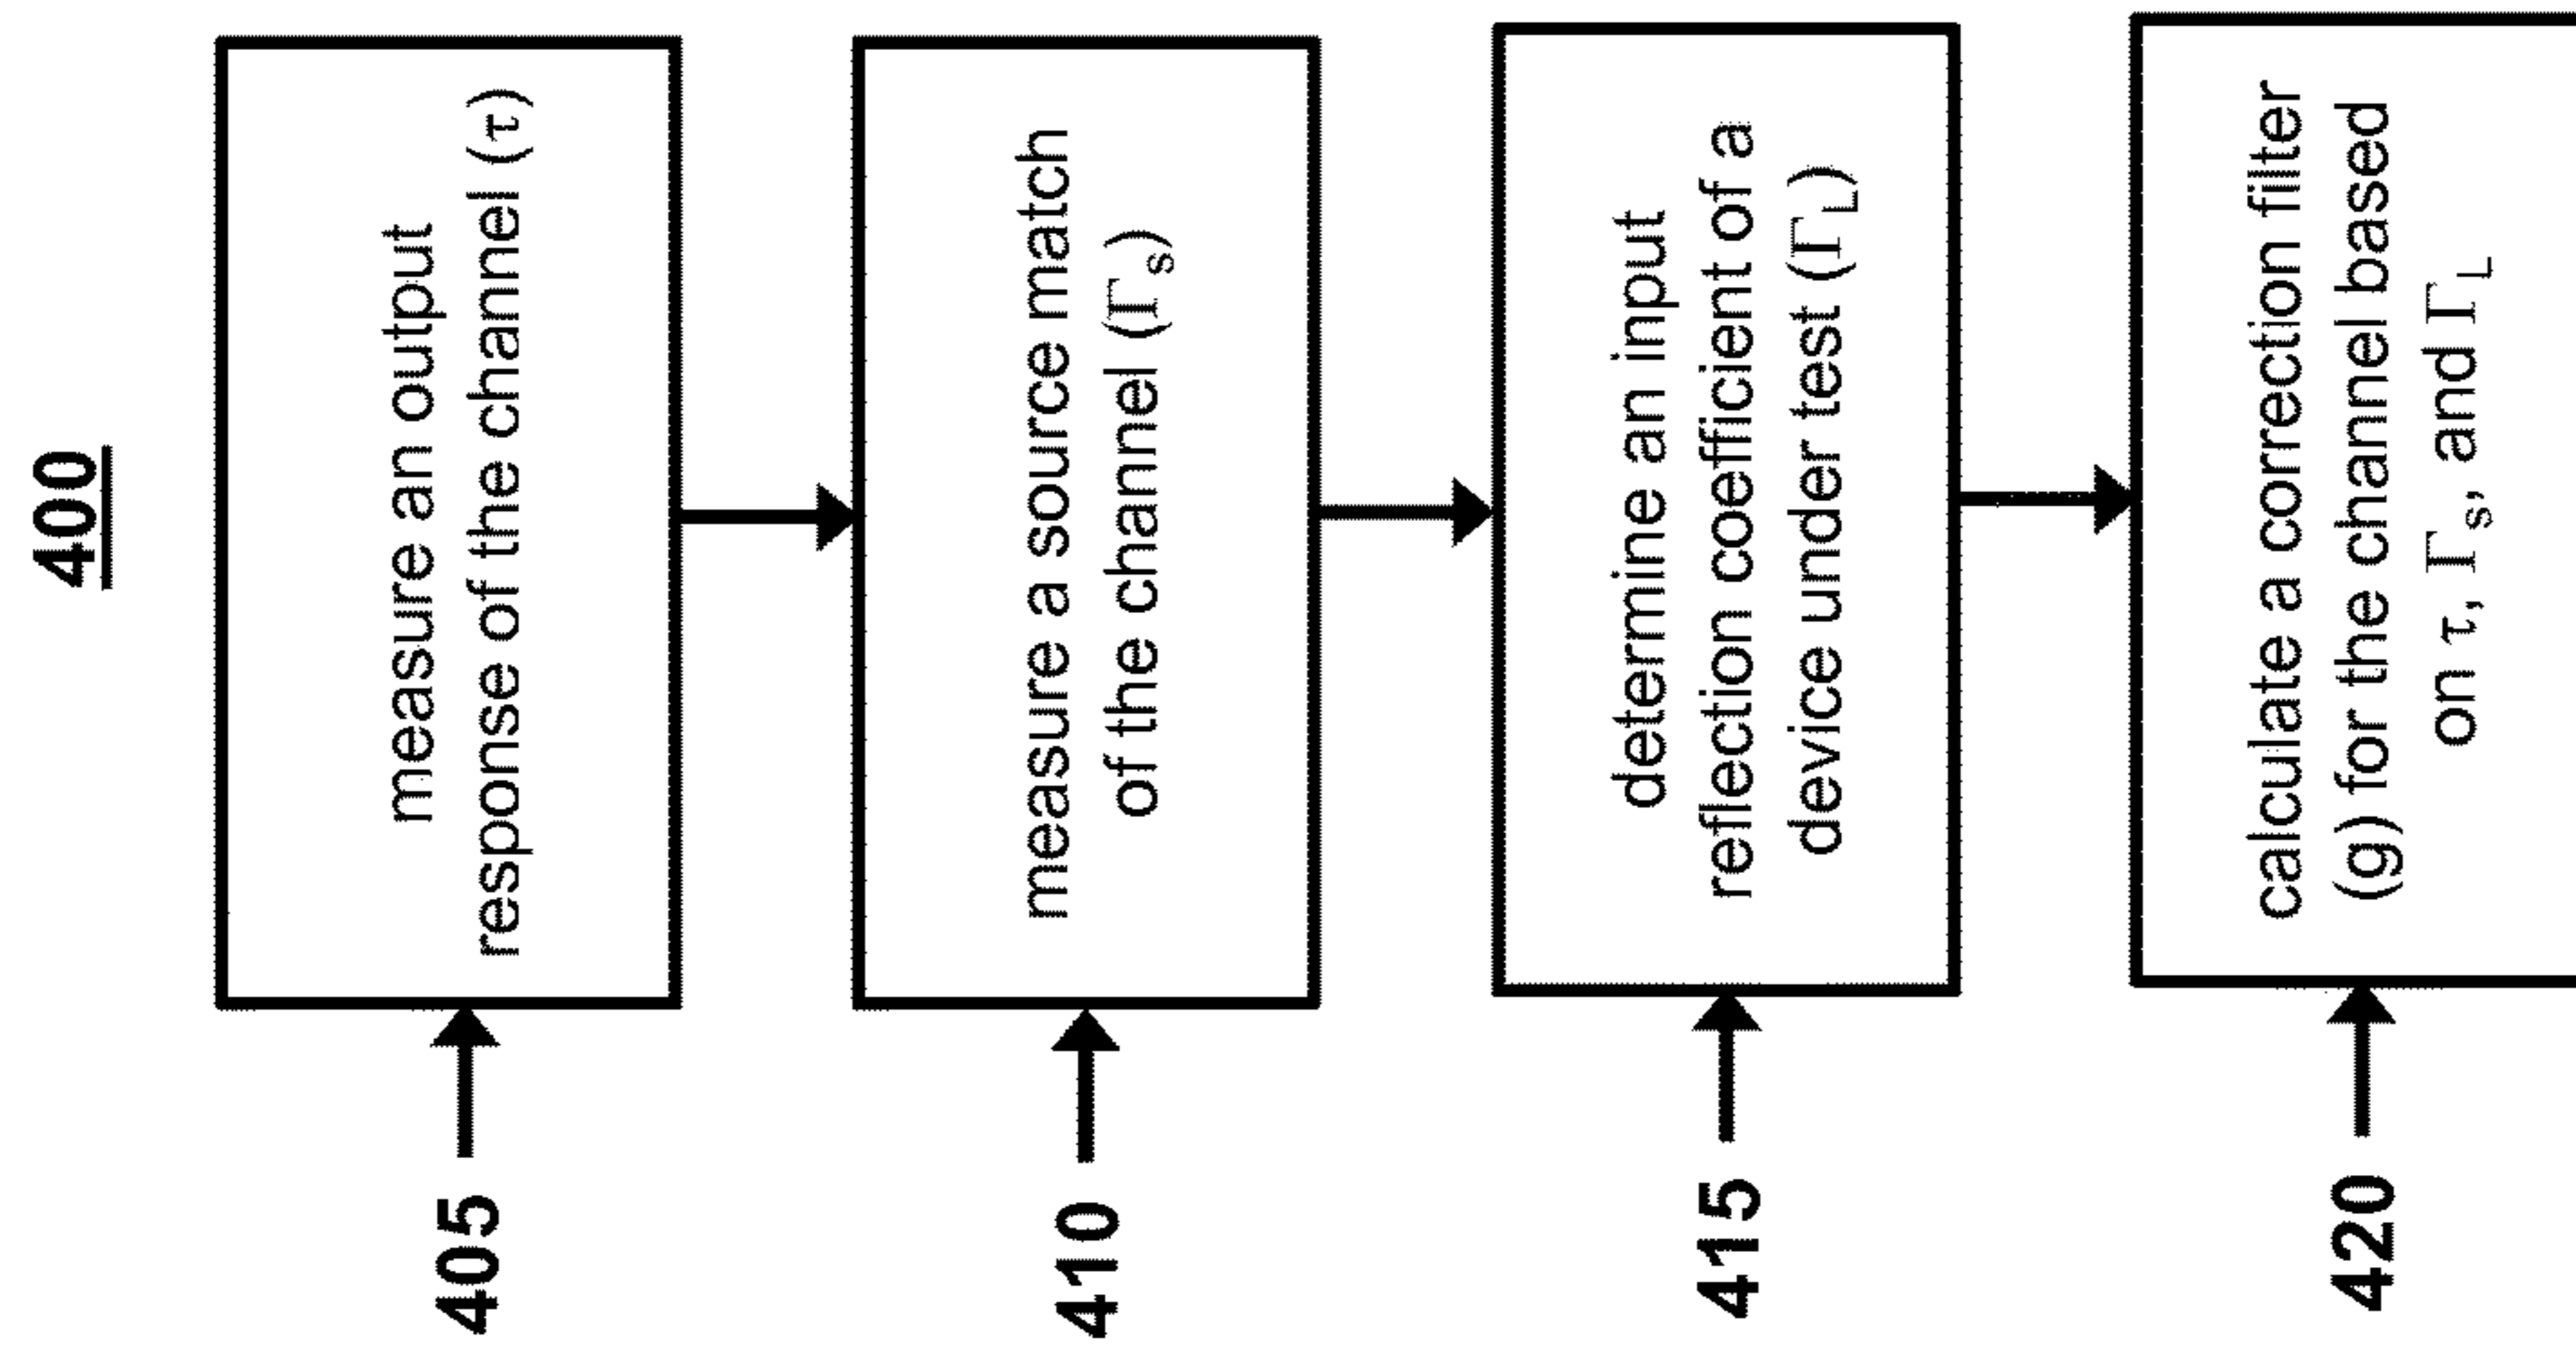 400
405
measure an output
response of the channel (τ)
410
measure a source match
of the channel (Γs)
415
determine an input
reflection coefficient of a
device under test (ΓL)
420
calculate a correction filter
(g) for the channel based
on τ, Γs, and ΓL